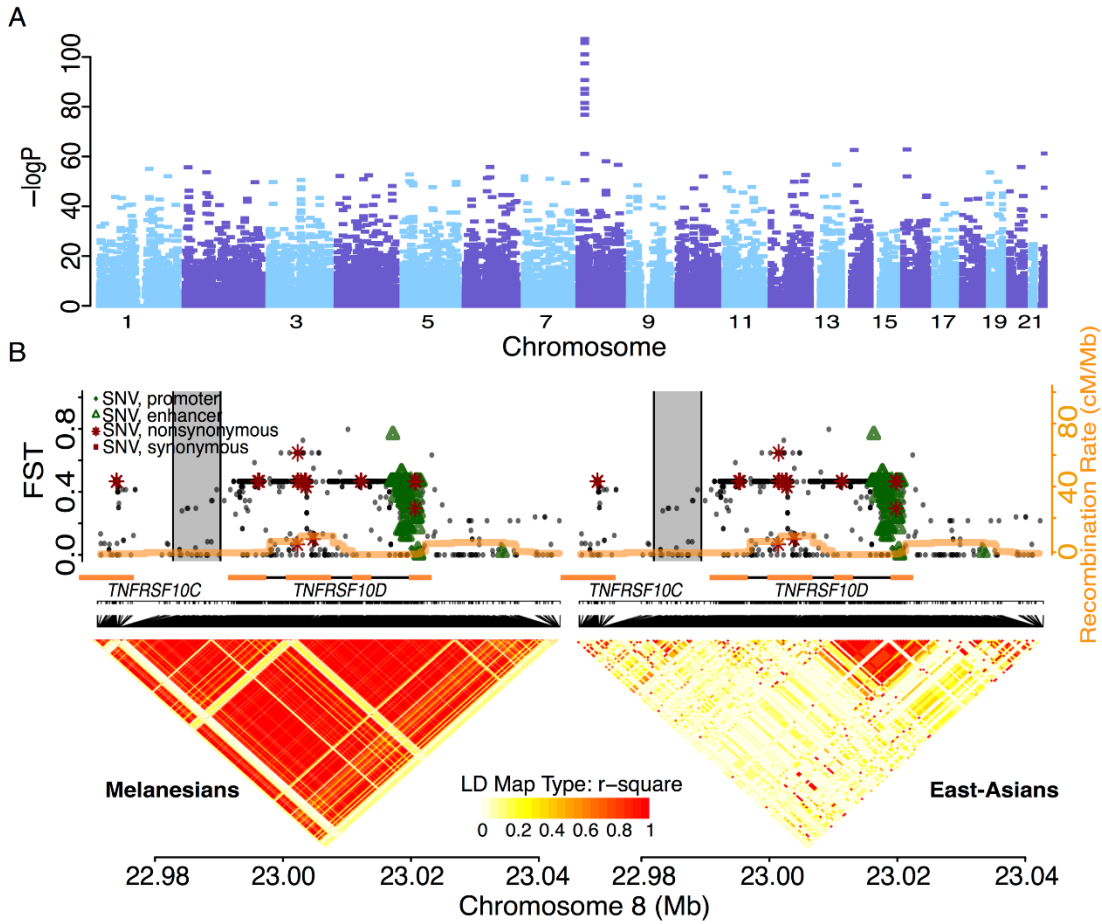 A
−logP
0 20 40 60 80 100
1 3 5 7 9 11 13 15 17 19 21
Chromosome
B
FST
0.0 0.4 0.8
SNV, promoter
SNV, enhancer
SNV, nonsynonymous
SNV, synonymous
0 40 80
Recombination Rate (cM/Mb)
TNFRSF10C TNFRSF10D TNFRSF10C TNFRSF10D
Melanesians
LD Map Type: r−square
0 0.2 0.4 0.6 0.8 1
East−Asians
22.98 23.00 23.02 23.04 22.98 23.00 23.02 23.04
Chromosome 8 (Mb)